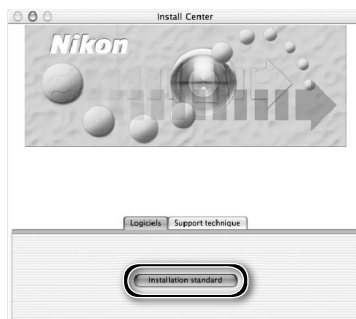 Install Center
Nikon
Logiciels Support technique
Installation standard